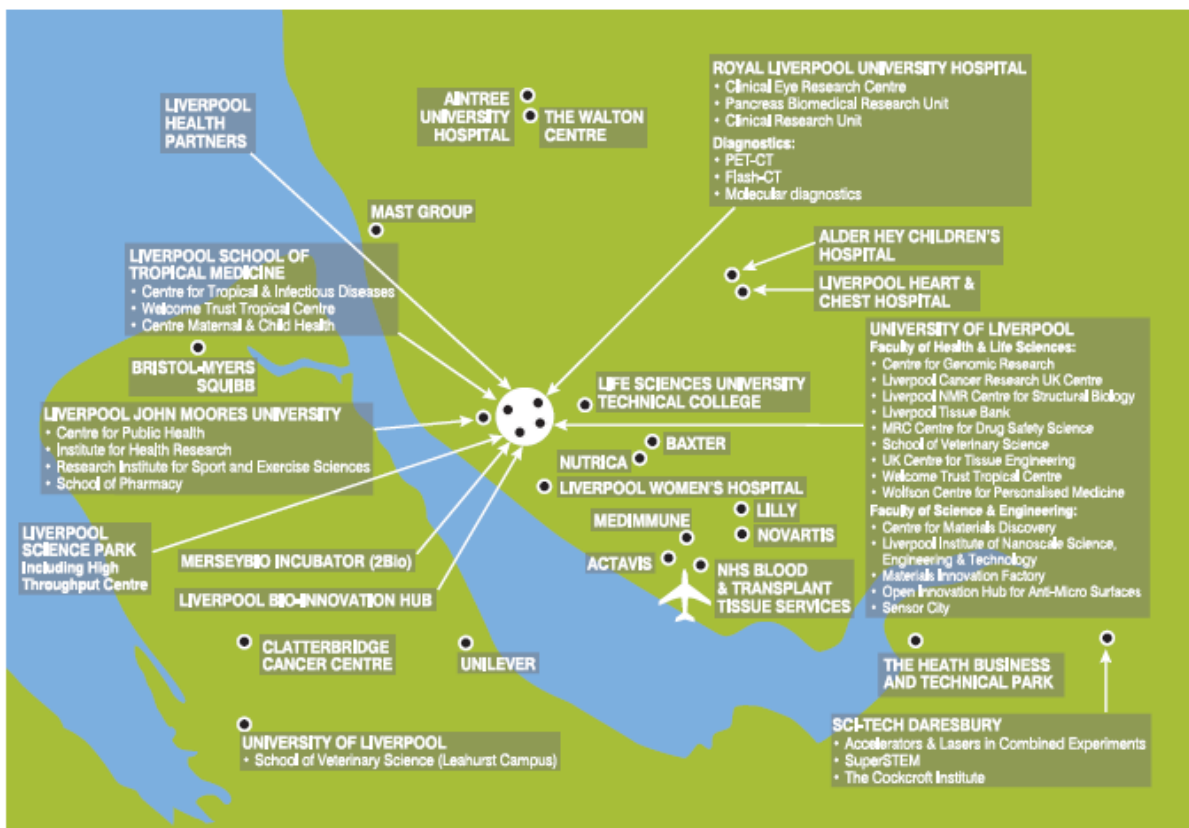 LIVERPOOL
HEALTH
PARTNERS
AINTREE
UNIVERSITY
HOSPITAL
THE WALTON
CENTRE
ROYAL LIVERPOOL UNIVERSITY HOSPITAL
• Clinical Eye Research Centre
• Pancreas Biomedical Research Unit
• Clinical Research Unit
Diagnostics:
• PET-CT
• Flash-CT
• Molecular diagnostics
MAST GROUP
ALDER HEY CHILDREN'S
HOSPITAL
LIVERPOOL HEART &
CHEST HOSPITAL
LIVERPOOL SCHOOL OF
TROPICAL MEDICINE
• Centre for Tropical & Infectious Diseases
• Welcome Trust Tropical Centre
• Centre Maternal & Child Health
BRISTOL-MYERS
SQUIBB
LIFE SCIENCES UNIVERSITY
TECHNICAL COLLEGE
UNIVERSITY OF LIVERPOOL
Faculty of Health & Life Sciences:
• Centre for Genomic Research
• Liverpool Cancer Research UK Centre
• Liverpool NMR Centre for Structural Biology
• Liverpool Tissue Bank
• MRC Centre for Drug Safety Science
• School of Veterinary Science
• UK Centre for Tissue Engineering
• Welcome Trust Tropical Centre
• Wolfson Centre for Personalised Medicine
Faculty of Science & Engineering:
• Centre for Materials Discovery
• Liverpool Institute of Nanoscale Science,
Engineering & Technology
• Materials Innovation Factory
• Open Innovation Hub for Anti-Micro Surfaces
• Sensor City
LIVERPOOL JOHN MOORES UNIVERSITY
• Centre for Public Health
• Institute for Health Research
• Research Institute for Sport and Exercise Sciences
• School of Pharmacy
BAXTER
NUTRICA
LIVERPOOL WOMEN'S HOSPITAL
LILLY
MEDIMMUNE
NOVARTIS
ACTAVIS
NHS BLOOD
& TRANSPLANT
TISSUE SERVICES
LIVERPOOL
SCIENCE PARK
Including High
Throughput Centre
MERSEYBIO INCUBATOR (2Bio)
LIVERPOOL BIO-INNOVATION HUB
CLATTERBRIDGE
CANCER CENTRE
UNILEVER
THE HEATH BUSINESS
AND TECHNICAL PARK
UNIVERSITY OF LIVERPOOL
• School of Veterinary Science (Leahurst Campus)
SCI-TECH DARESBURY
• Accelerators & Lasers in Combined Experiments
• SuperSTEM
• The Cockcroft Institute